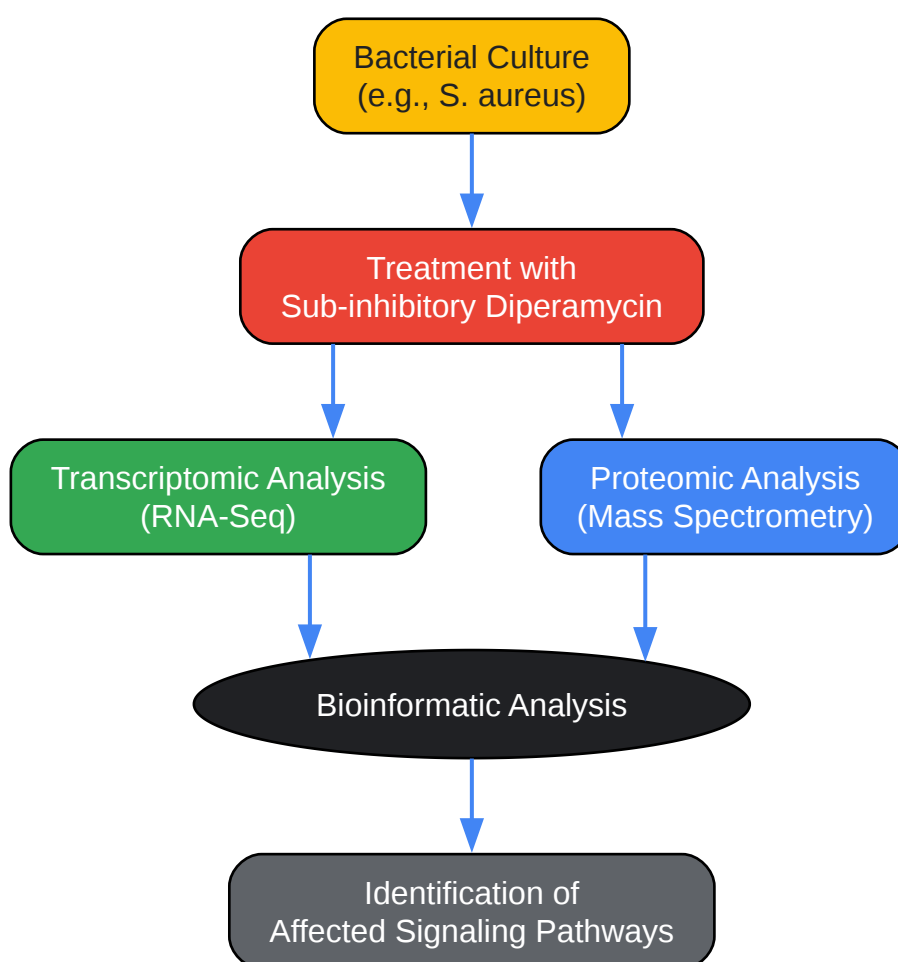 Bacterial Culture
(e.g., S. aureus)
Treatment with
Sub-inhibitory Diperamycin
Transcriptomic Analysis
(RNA-Seq)
Proteomic Analysis
(Mass Spectrometry)
Bioinformatic Analysis
Identification of
Affected Signaling Pathways